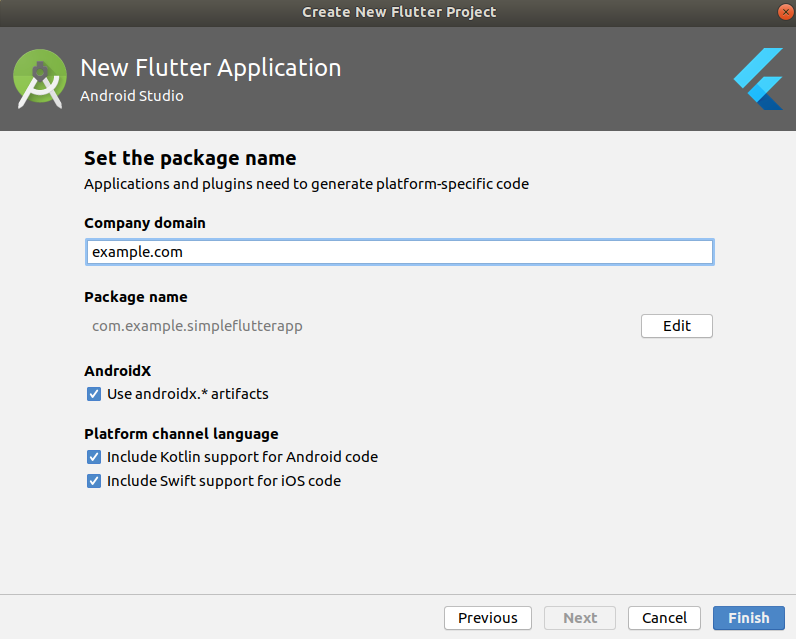 Create New Flutter Project
New Flutter Application
Android Studio
Set the package name
Applications and plugins need to generate platform-specific code
Company domain
example.com
Package name
com.example.simpleflutterapp
Edit
AndroidX
Use androidx.* artifacts
Platform channel language
Include Kotlin support for Android code
Include Swift support for iOS code
Previous Next Cancel Finish